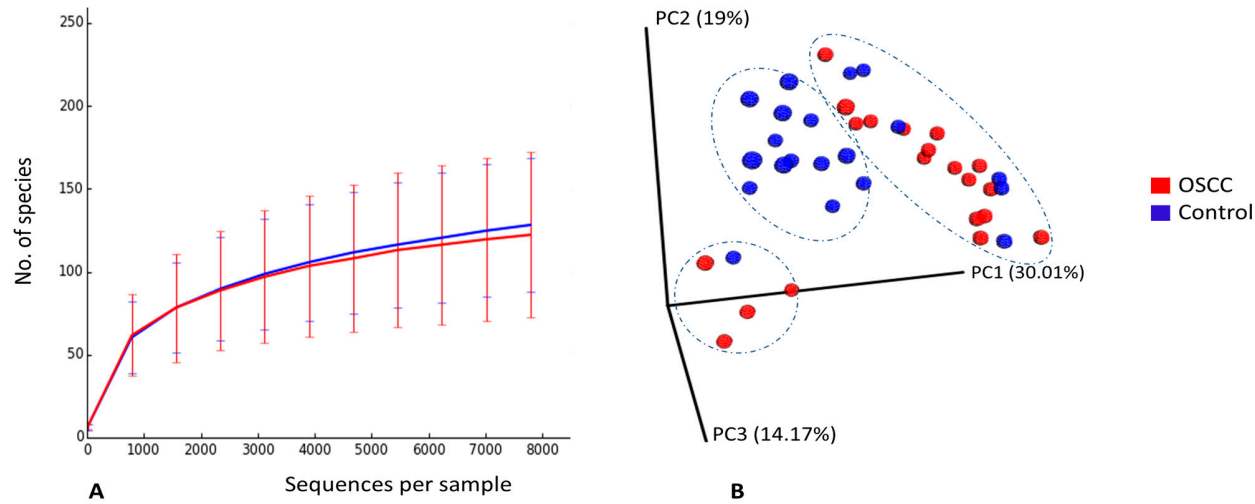 250
200
150
100
50
0
No. of species
0 1000 2000 3000 4000 5000 6000 7000 8000
Sequences per sample
A
PC2 (19%)
PC1 (30.01%)
PC3 (14.17%)
B
OSCC
Control